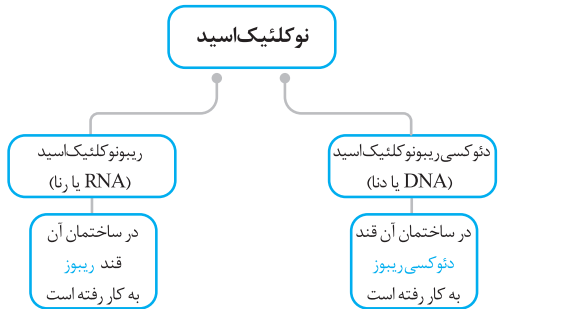 نوکلئیک‌اسید
دئوکسی‌ریبونوکلئیک‌اسید
(DNA یا دنا)
ریبونوکلئیک‌اسید
(RNA یا رنا)
در ساختمان آن قند
دئوکسی‌ریبوز
به کار رفته است
در ساختمان آن
قند ریبوز
به کار رفته است